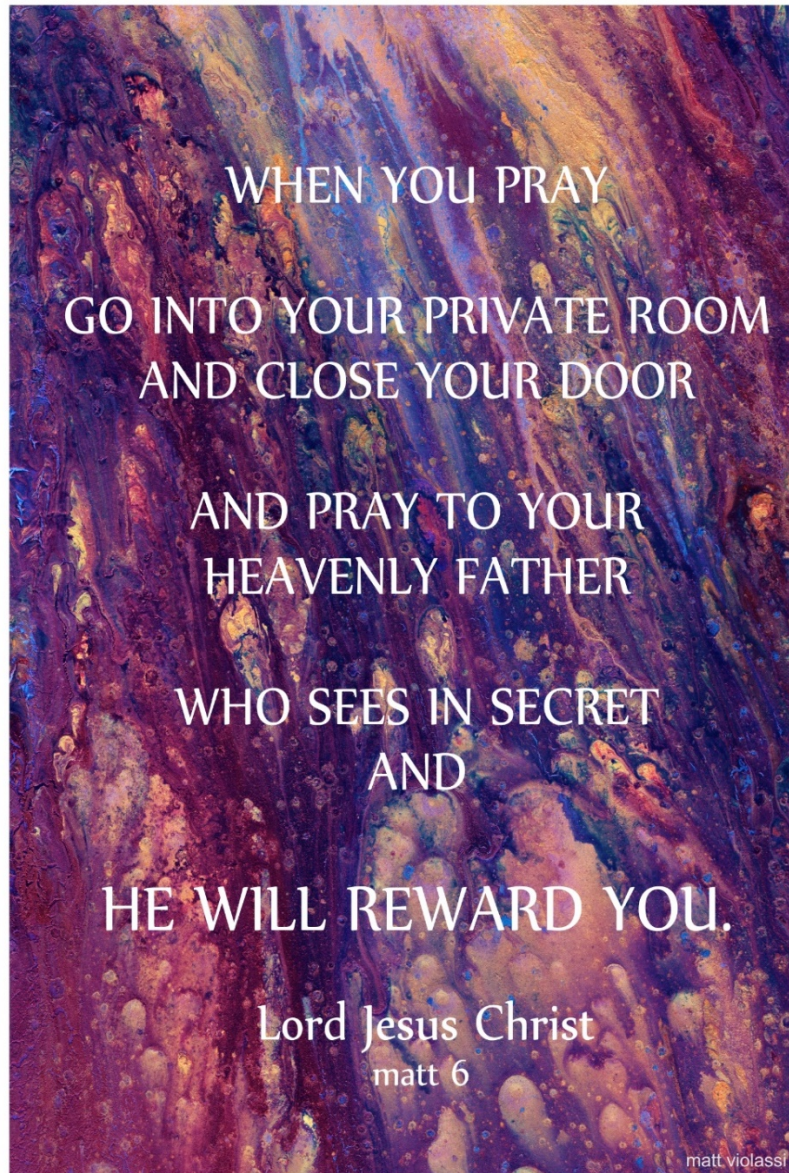 WHEN YOU PRAY
GO INTO YOUR PRIVATE ROOM
AND CLOSE YOUR DOOR
AND PRAY TO YOUR
HEAVENLY FATHER
WHO SEES IN SECRET
AND
HE WILL REWARD YOU.
Lord Jesus Christ
matt 6
matt violassi